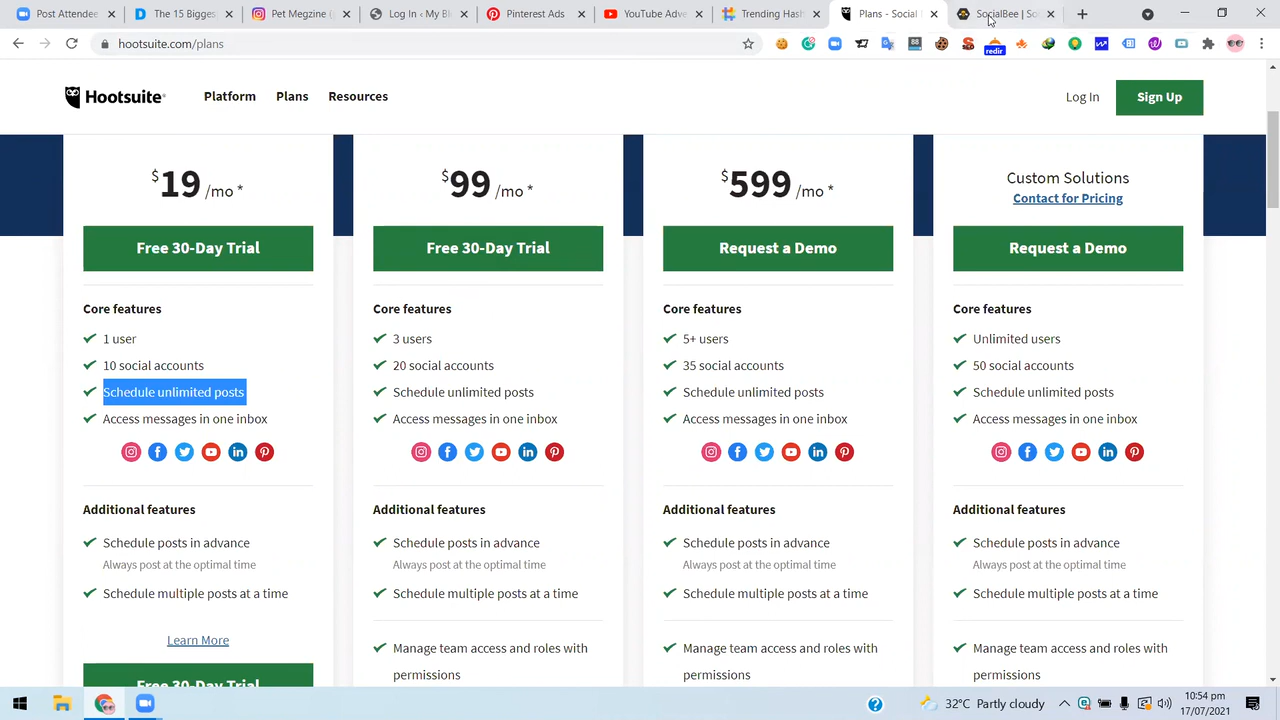 Post Attendee
The 15 Bigges
Pet Megzine (
Log In ‹ My Bl
Pinterest Ads
YouTube Adve
Trending Hash
Plans - Social
SocialBee | So
hootsuite.com/plans
88
redir
Hootsuite®
Platform
Plans
Resources
Log In
Sign Up
$19 /mo *
$99 /mo *
$599 /mo *
Custom Solutions
Contact for Pricing
Free 30-Day Trial
Free 30-Day Trial
Request a Demo
Request a Demo
Core features
Core features
Core features
Core features
1 user
3 users
5+ users
Unlimited users
10 social accounts
20 social accounts
35 social accounts
50 social accounts
Schedule unlimited posts
Schedule unlimited posts
Schedule unlimited posts
Schedule unlimited posts
Access messages in one inbox
Access messages in one inbox
Access messages in one inbox
Access messages in one inbox
Additional features
Additional features
Additional features
Additional features
Schedule posts in advance
Schedule posts in advance
Schedule posts in advance
Schedule posts in advance
Always post at the optimal time
Always post at the optimal time
Always post at the optimal time
Always post at the optimal time
Schedule multiple posts at a time
Schedule multiple posts at a time
Schedule multiple posts at a time
Schedule multiple posts at a time
Learn More
Manage team access and roles with
Manage team access and roles with
Manage team access and roles with
permissions
permissions
permissions
Free 30-Day Trial
32°C Partly cloudy
10:54 pm
17/07/2021